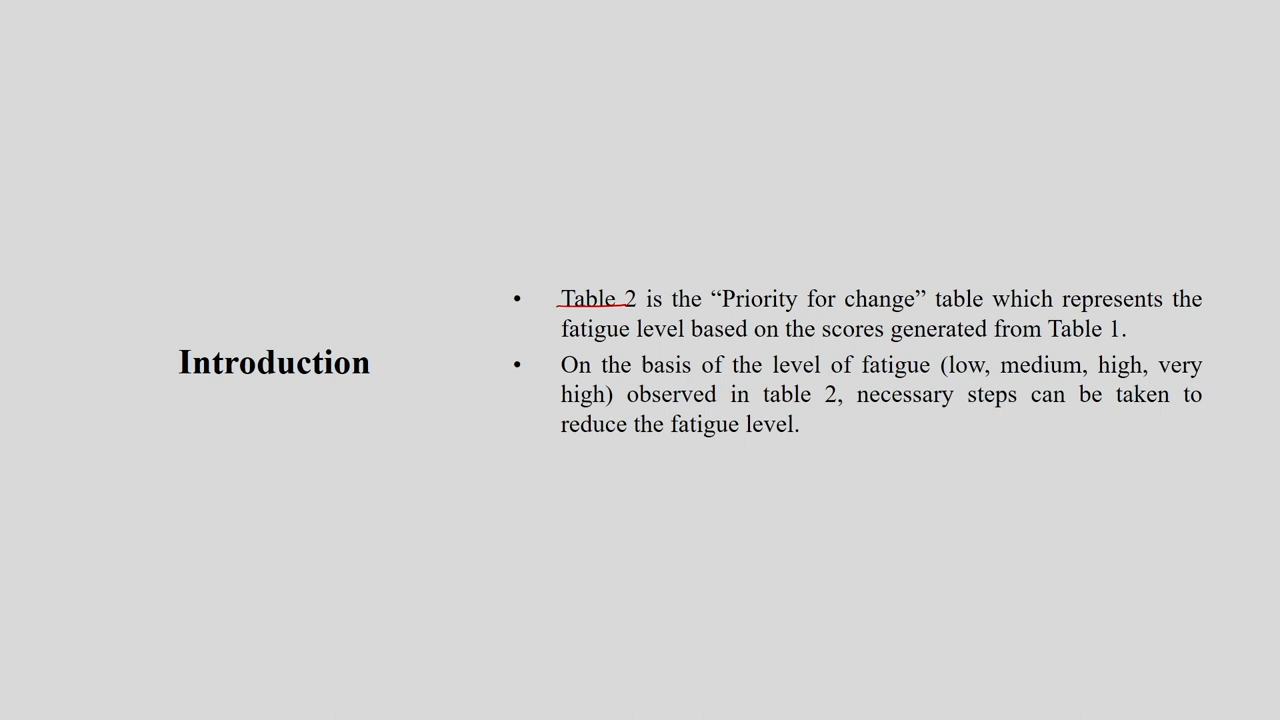 Introduction
• Table 2 is the “Priority for change” table which represents the
fatigue level based on the scores generated from Table 1.
• On the basis of the level of fatigue (low, medium, high, very
high) observed in table 2, necessary steps can be taken to
reduce the fatigue level.